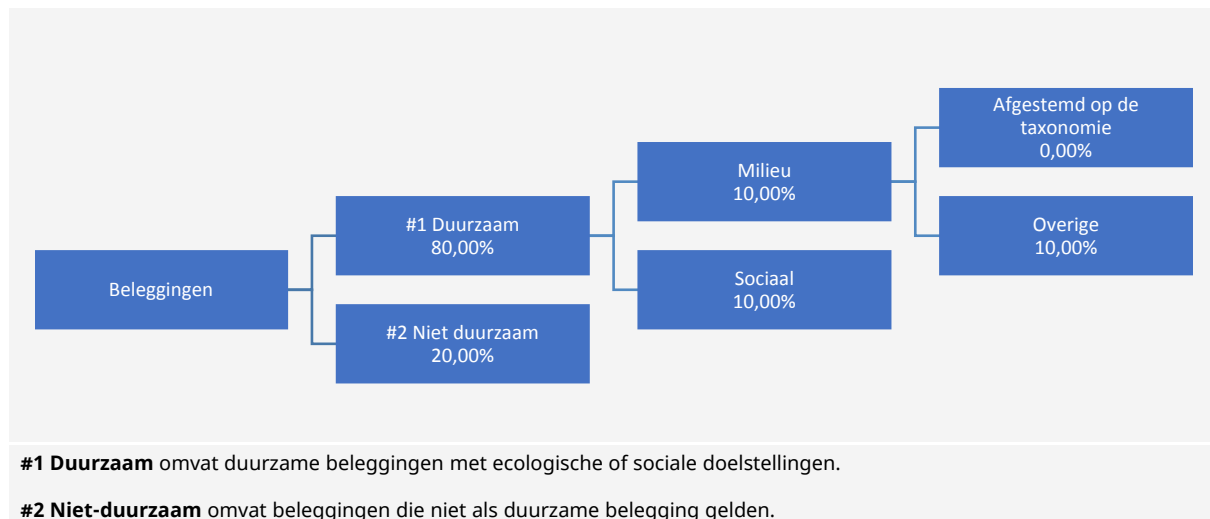 Beleggingen
#1 Duurzaam
80,00%
#2 Niet duurzaam
20,00%
Milieu
10,00%
Sociaal
10,00%
Afgestemd op de
taxonomie
0,00%
Overige
10,00%
#1 Duurzaam omvat duurzame beleggingen met ecologische of sociale doelstellingen.
#2 Niet-duurzaam omvat beleggingen die niet als duurzame belegging gelden.